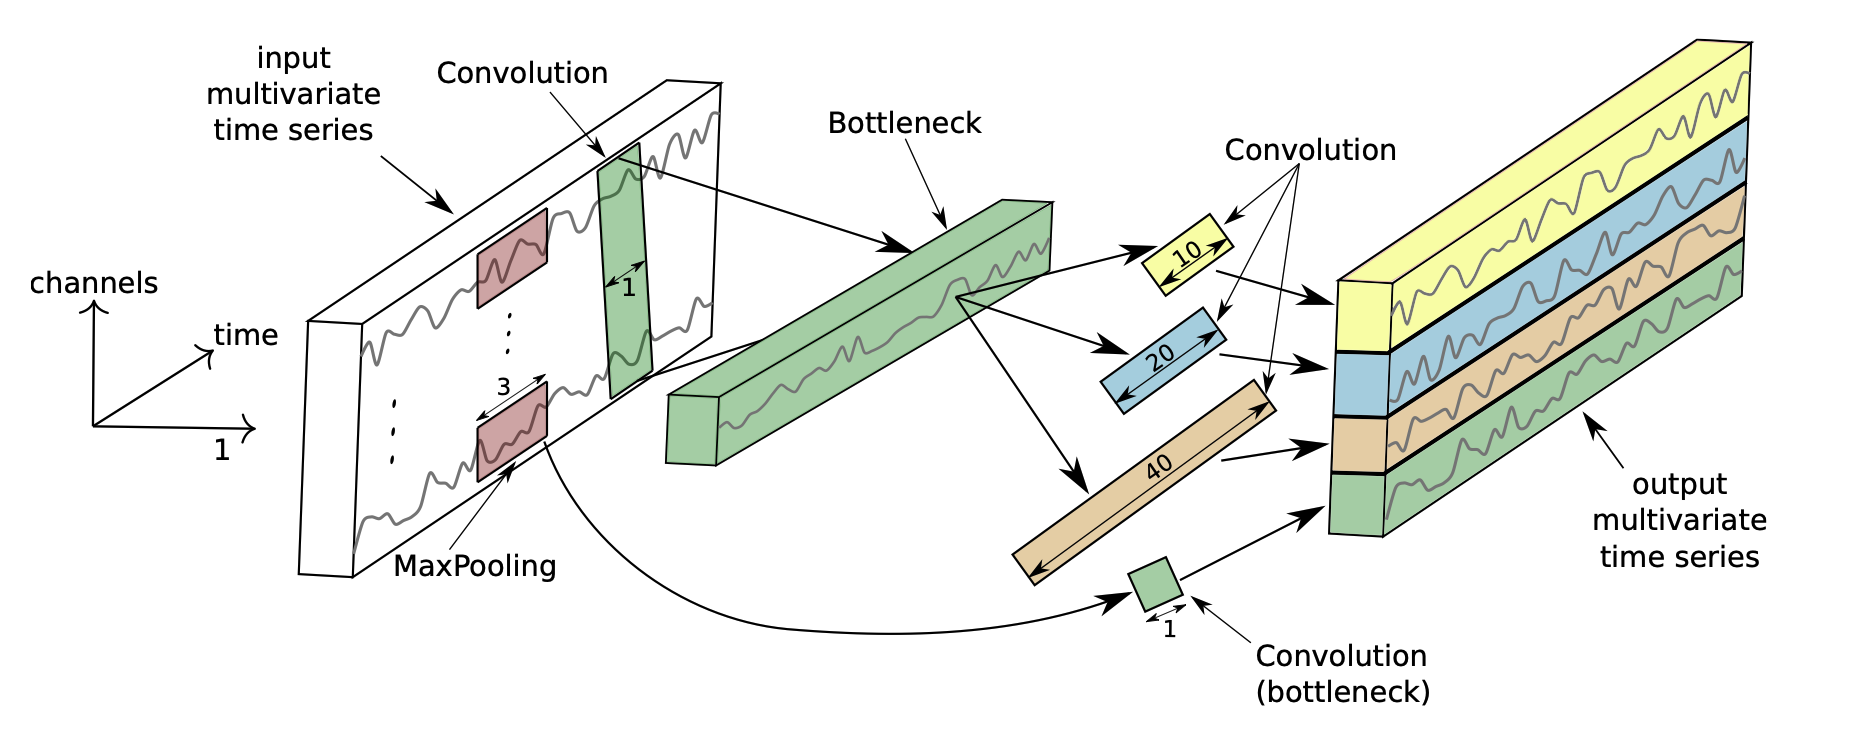 input
multivariate
time series
Convolution
Bottleneck
Convolution
channels
time
1
1
3
MaxPooling
10
20
40
1
Convolution
(bottleneck)
output
multivariate
time series